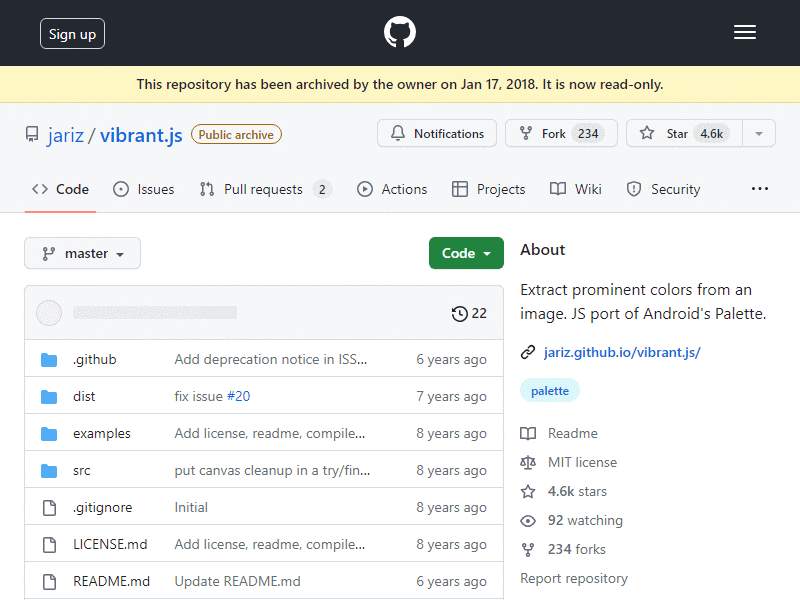 Sign up
This repository has been archived by the owner on Jan 17, 2018. It is now read-only.
jariz / vibrant.js Public archive Notifications Fork 234 Star 4.6k
Code Issues Pull requests 2 Actions Projects Wiki Security
master Code
22
.github Add deprecation notice in ISS... 6 years ago
dist fix issue #20 7 years ago
examples Add license, readme, compile... 8 years ago
src put canvas cleanup in a try/fin... 8 years ago
.gitignore Initial 8 years ago
LICENSE.md Add license, readme, compile... 8 years ago
README.md Update README.md 6 years ago
About
Extract prominent colors from an
image. JS port of Android's Palette.
jariz.github.io/vibrant.js/
palette
Readme
MIT license
4.6k stars
92 watching
234 forks
Report repository